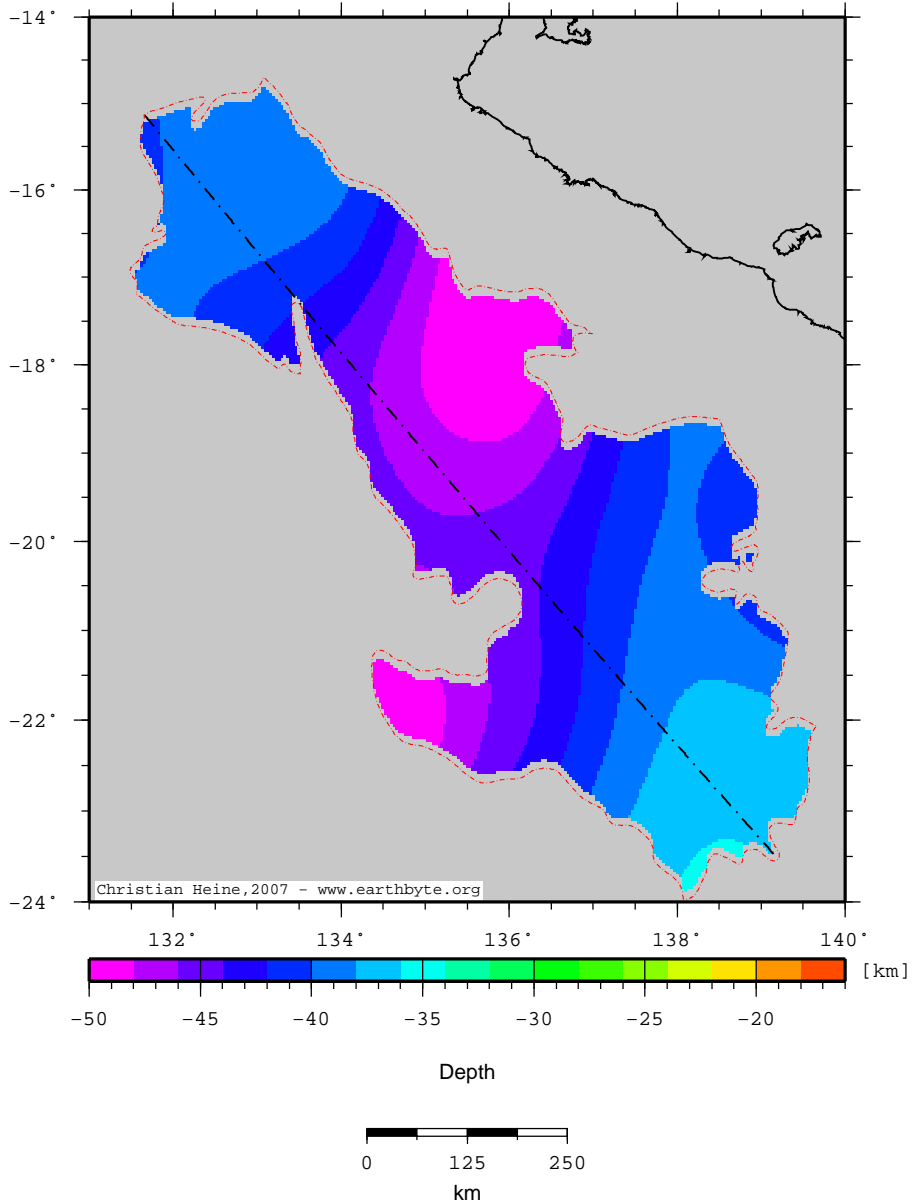 −14°
−16°
−18°
−20°
−22°
−24°
Christian Heine,2007 − www.earthbyte.org
132° 134° 136° 138° 140°
[km]
−50 −45 −40 −35 −30 −25 −20
Depth
0 125 250
km